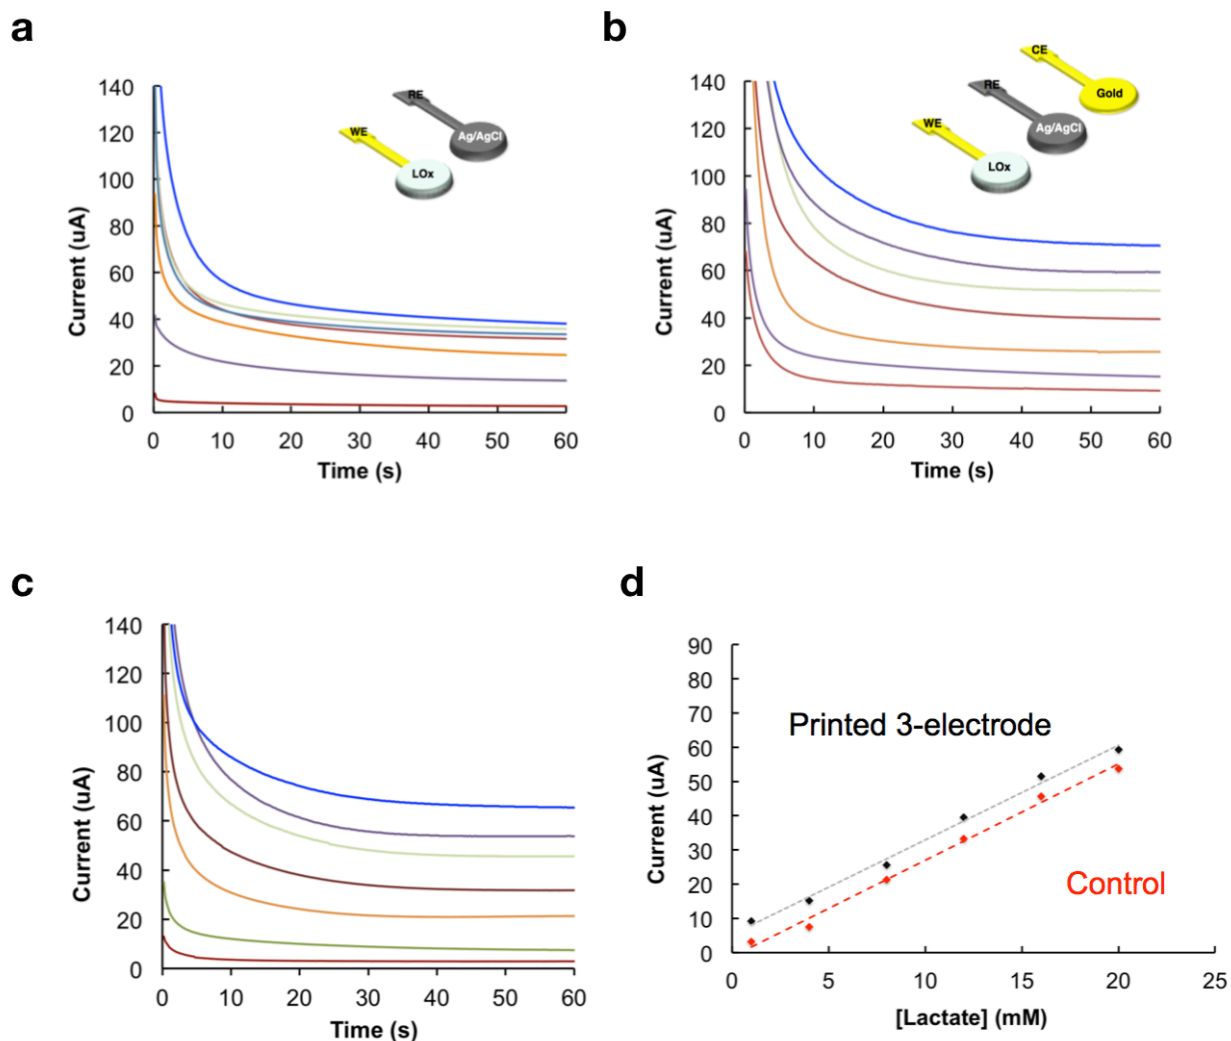 a
140
120
100
80
60
40
20
0
Current (uA)
0 10 20 30 40 50 60
Time (s)
RE
Ag/AgCl
WE
LOx
b
140
120
100
80
60
40
20
0
Current (uA)
0 10 20 30 40 50 60
Time (s)
CE
Gold
RE
Ag/AgCl
WE
LOx
c
140
120
100
80
60
40
20
0
Current (uA)
0 10 20 30 40 50 60
Time (s)
d
90
80
70
60
50
40
30
20
10
0
Current (uA)
Printed 3-electrode
Control
0 5 10 15 20 25
[Lactate] (mM)